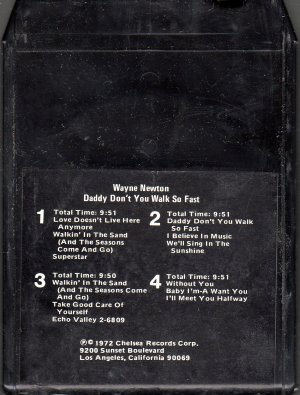 Wayne Newton
Daddy Don't You Walk So Fast
1 Total Time: 9:51
Love Doesn't Live Here
Anymore
Walkin' In The Sand
(And The Seasons
Come And Go)
Superstar
2 Total Time: 9:51
Daddy Don't You Walk
So Fast
I Believe In Music
We'll Sing In The
Sunshine
3 Total Time: 9:50
Walkin' In The Sand
(And The Seasons Come
And Go)
Take Good Care Of
Yourself
Echo Valley 2-6809
4 Total Time: 9:51
Without You
Baby I'm-A Want You
I'll Meet You Halfway
℗©1972 Chelsea Records Corp.
9200 Sunset Boulevard
Los Angeles, California 90069